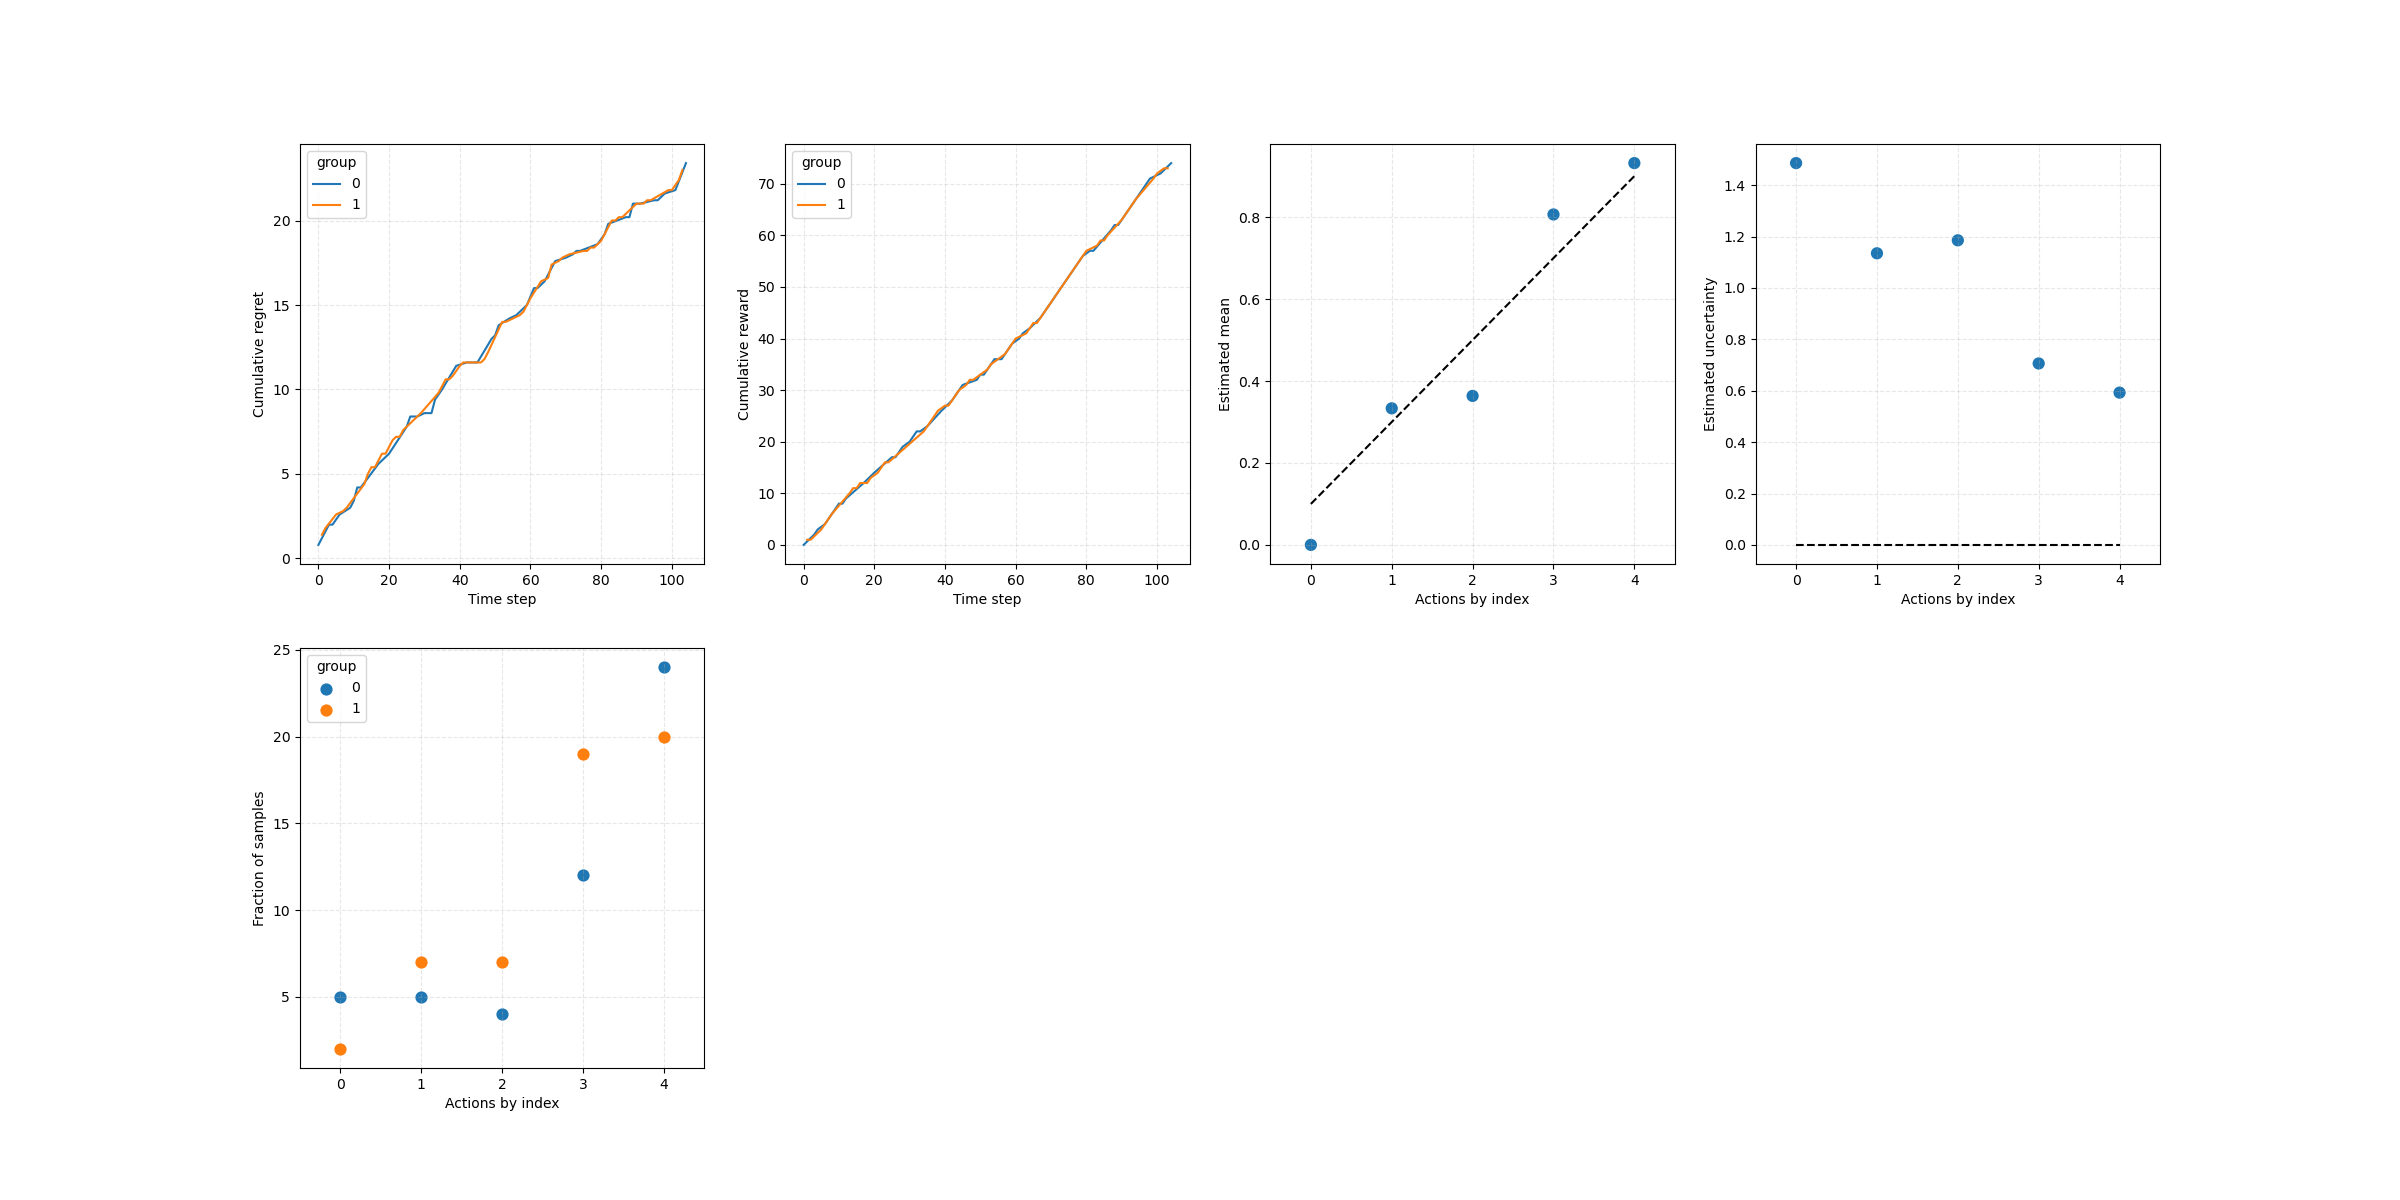 group
0
1
20
15
10
5
0
Cumulative regret
0 20 40 60 80 100
Time step
group
0
1
70
60
50
40
30
20
10
0
Cumulative reward
0 20 40 60 80 100
Time step
0.8
0.6
0.4
0.2
0.0
Estimated mean
0 1 2 3 4
Actions by index
1.4
1.2
1.0
0.8
0.6
0.4
0.2
0.0
Estimated uncertainty
0 1 2 3 4
Actions by index
group
0
1
25
20
15
10
5
Fraction of samples
0 1 2 3 4
Actions by index